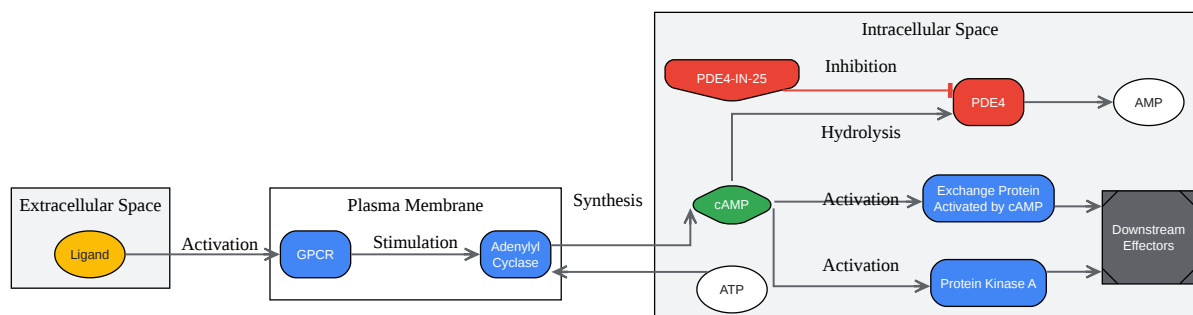 Intracellular Space
PDE4-IN-25
Inhibition
PDE4
AMP
Hydrolysis
Extracellular Space
Plasma Membrane
Synthesis
cAMP
Activation
Exchange Protein
Activated by cAMP
Ligand
Activation
GPCR
Stimulation
Adenylyl
Cyclase
Downstream
Effectors
ATP
Activation
Protein Kinase A